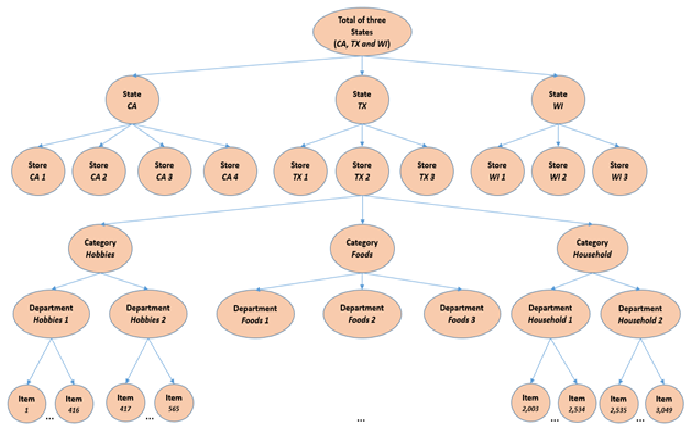 Total of three
States
(CA, TX and WI)
State
CA
State
TX
State
WI
Store
CA 1
Store
CA 2
Store
CA 3
Store
CA 4
Store
TX 1
Store
TX 2
Store
TX 3
Store
WI 1
Store
WI 2
Store
WI 3
Category
Hobbies
Category
Foods
Category
Household
Department
Hobbies 1
Department
Hobbies 2
Department
Foods 1
Department
Foods 2
Department
Foods 3
Department
Household 1
Department
Household 2
Item
1
...
Item
416
Item
417
...
Item
565
...
Item
2,003
...
Item
2,534
Item
2,535
...
Item
3,049